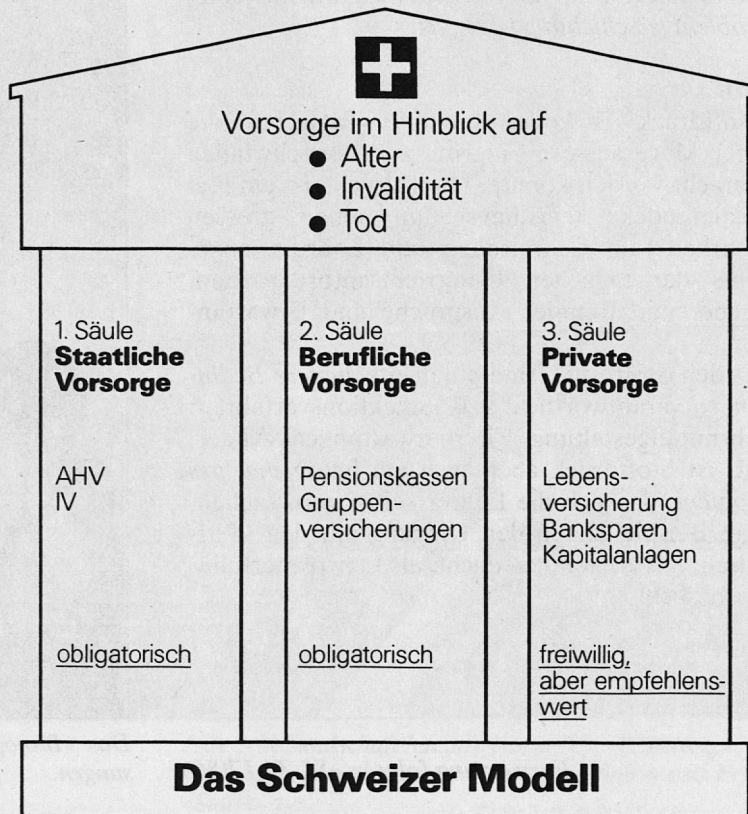 Vorsorge im Hinblick auf
● Alter
● Invalidität
● Tod
1. Säule
Staatliche
Vorsorge
AHV
IV
obligatorisch
2. Säule
Berufliche
Vorsorge
Pensionskassen
Gruppen-
versicherungen
obligatorisch
3. Säule
Private
Vorsorge
Lebens-
versicherung
Banksparen
Kapitalanlagen
freiwillig,
aber empfehlens-
wert
Das Schweizer Modell